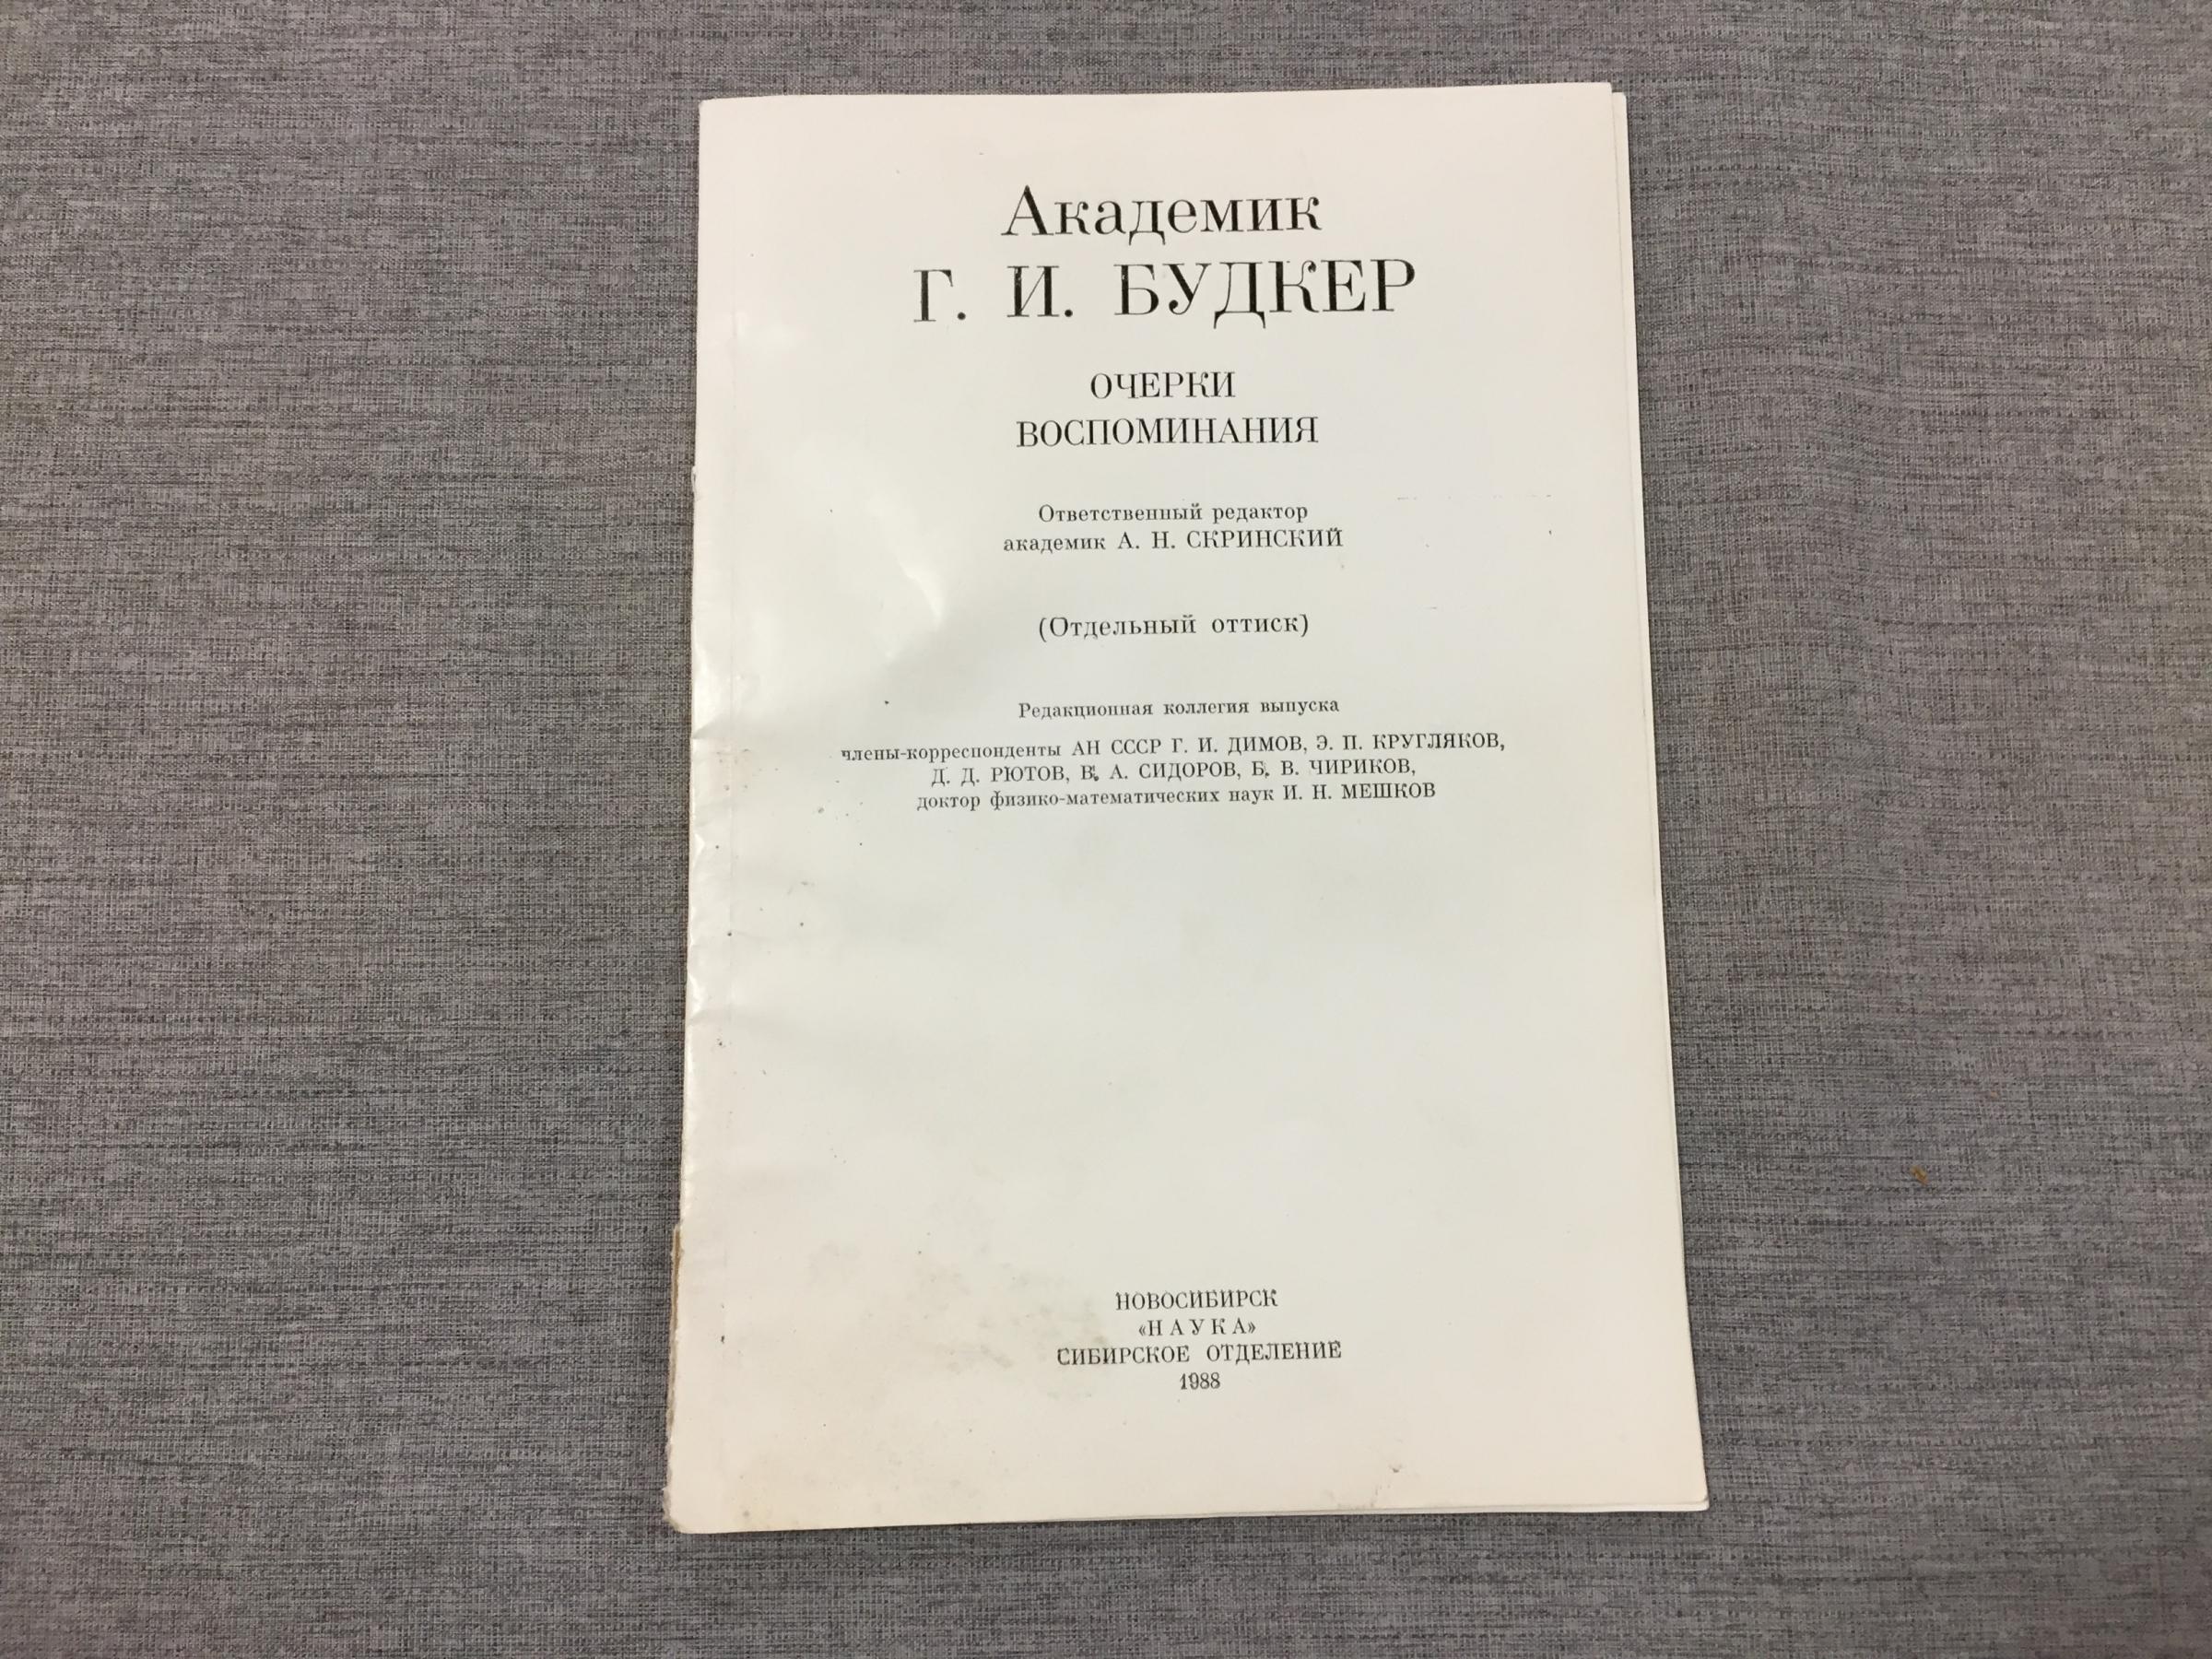 Академик
Г. И. БУДКЕР
ОЧЕРКИ
ВОСПОМИНАНИЯ
Ответственный редактор
академик А. Н. СКРИНСКИЙ
(Отдельный оттиск)
Редакционная коллегия выпуска
члены-корреспонденты АН СССР Г. И. ДИМОВ, Э. П. КРУГЛЯКОВ,
Д. Д. РЮТОВ, В. А. СИДОРОВ, Б. В. ЧИРИКОВ,
доктор физико-математических наук И. Н. МЕШКОВ
НОВОСИБИРСК
«НАУКА»
СИБИРСКОЕ ОТДЕЛЕНИЕ
1988